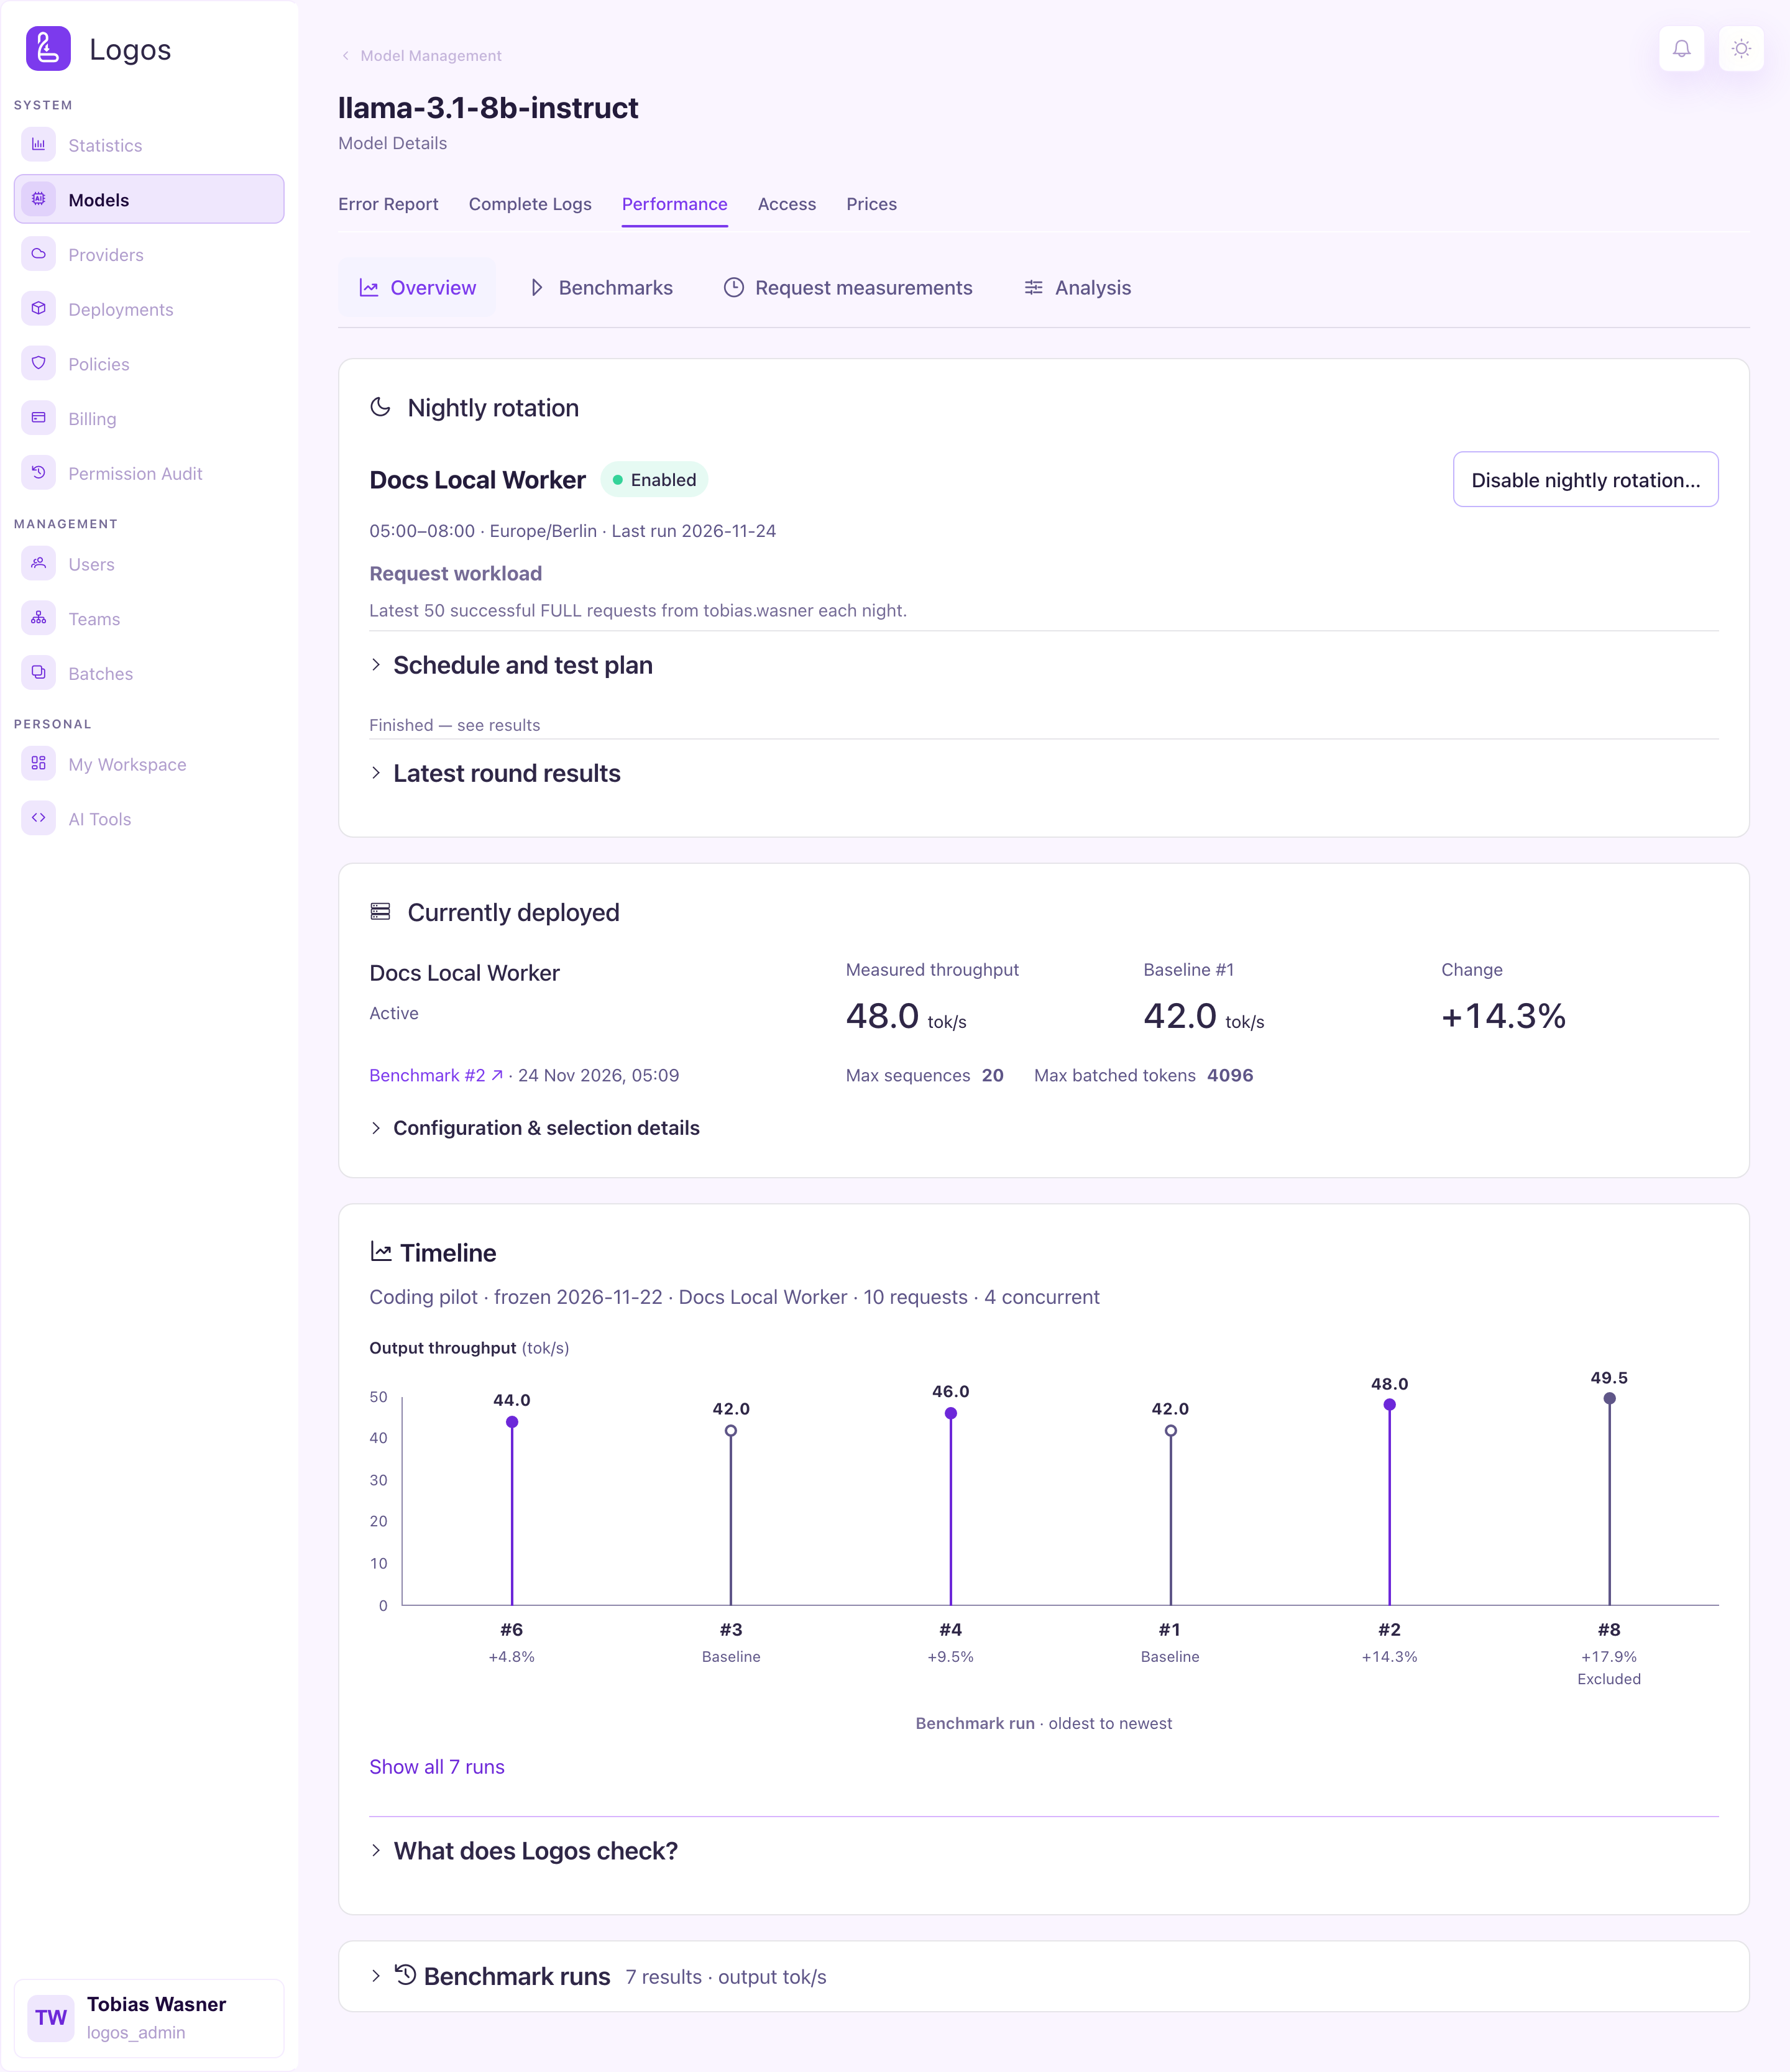 Logos
SYSTEM
Statistics
Models
Providers
Deployments
Policies
Billing
Permission Audit
MANAGEMENT
Users
Teams
Batches
PERSONAL
My Workspace
AI Tools
TW
Tobias Wasner
logos_admin
Model Management
llama-3.1-8b-instruct
Model Details
Error Report Complete Logs Performance Access Prices
Overview Benchmarks Request measurements Analysis
Nightly rotation
Docs Local Worker Enabled Disable nightly rotation...
05:00–08:00 · Europe/Berlin · Last run 2026-11-24
Request workload
Latest 50 successful FULL requests from tobias.wasner each night.
Schedule and test plan
Finished — see results
Latest round results
Currently deployed
Docs Local Worker Measured throughput Baseline #1 Change
Active 48.0 tok/s 42.0 tok/s +14.3%
Benchmark #2 ↗ · 24 Nov 2026, 05:09 Max sequences 20 Max batched tokens 4096
Configuration & selection details
Timeline
Coding pilot · frozen 2026-11-22 · Docs Local Worker · 10 requests · 4 concurrent
Output throughput (tok/s)
44.0 42.0 46.0 42.0 48.0 49.5
50
40
30
20
10
0
#6 #3 #4 #1 #2 #8
+4.8% Baseline +9.5% Baseline +14.3% +17.9%
Excluded
Benchmark run · oldest to newest
Show all 7 runs
What does Logos check?
Benchmark runs 7 results · output tok/s